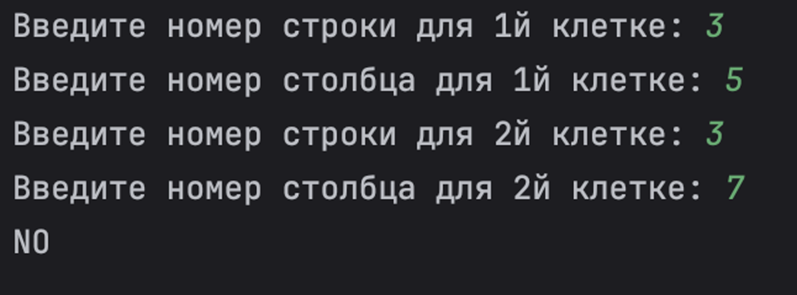 Введите номер строки для 1й клетке: 3
Введите номер столбца для 1й клетке: 5
Введите номер строки для 2й клетке: 3
Введите номер столбца для 2й клетке: 7
NO